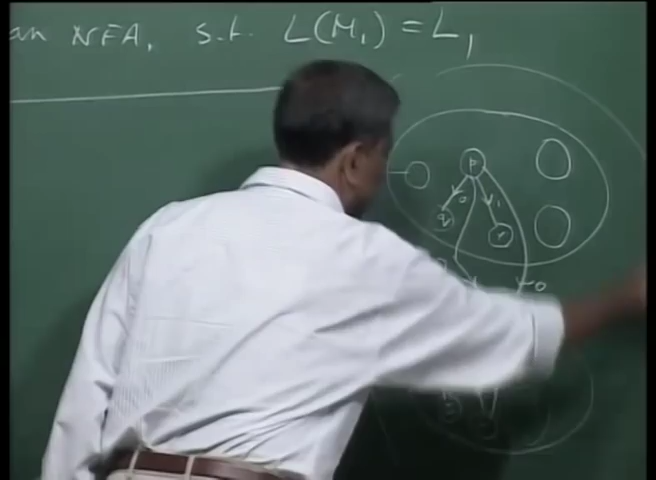 an NFA, s.t. L(M₁) = L₁
p
0 1
q r
0